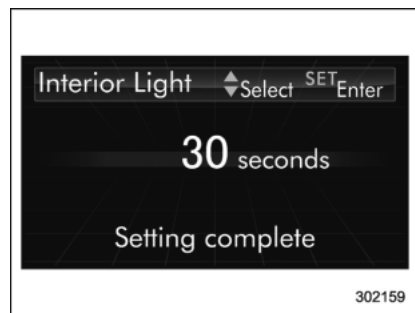 Interior Light Select SET Enter
30 seconds
Setting complete
302159